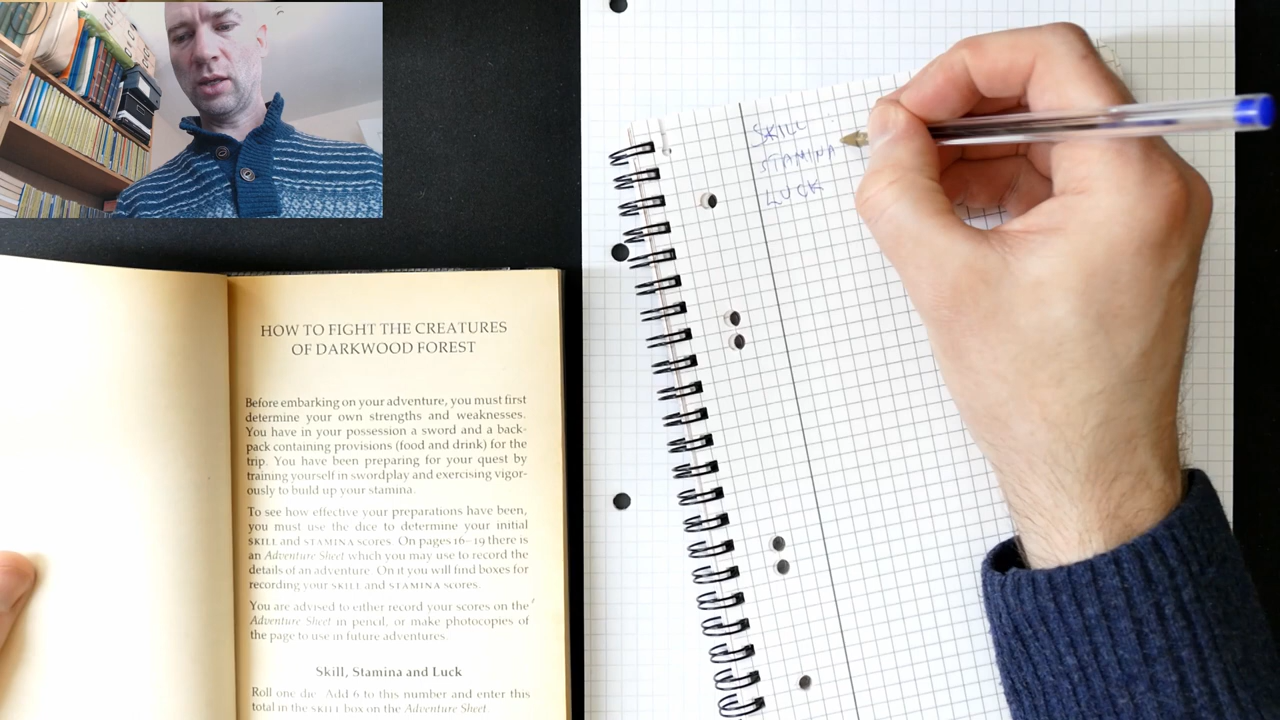 HOW TO FIGHT THE CREATURES
OF DARKWOOD FOREST
Before embarking on your adventure, you must first
determine your own strengths and weaknesses.
You have in your possession a sword and a back-
pack containing provisions (food and drink) for the
trip. You have been preparing for your quest by
training yourself in swordplay and exercising vigor-
ously to build up your stamina.
To see how effective your preparations have been,
you must use the dice to determine your initial
SKILL and STAMINA scores. On pages 16–19 there is
an Adventure Sheet which you may use to record the
details of an adventure. On it you will find boxes for
recording your SKILL and STAMINA scores.
You are advised to either record your scores on the
Adventure Sheet in pencil, or make photocopies of
the page to use in future adventures.
Skill, Stamina and Luck
Roll one die. Add 6 to this number and enter this
total in the SKILL box on the Adventure Sheet.
SKILL :
STAMINA
LUCK